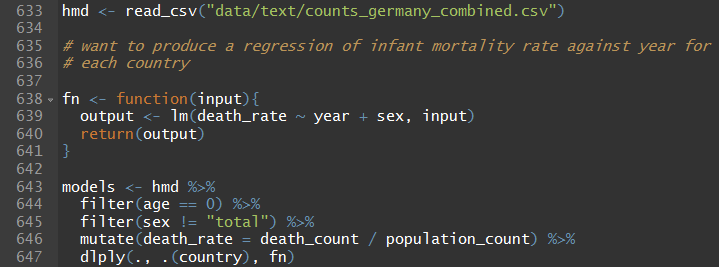 633 hmd <- read_csv("data/text/counts_germany_combined.csv")
634
635 # want to produce a regression of infant mortality rate against year for
636 # each country
637
638 fn <- function(input){
639 output <- lm(death_rate ~ year + sex, input)
640 return(output)
641 }
642
643 models <- hmd %>%
644 filter(age == 0) %>%
645 filter(sex != "total") %>%
646 mutate(death_rate = death_count / population_count) %>%
647 dlply(., .(country), fn)